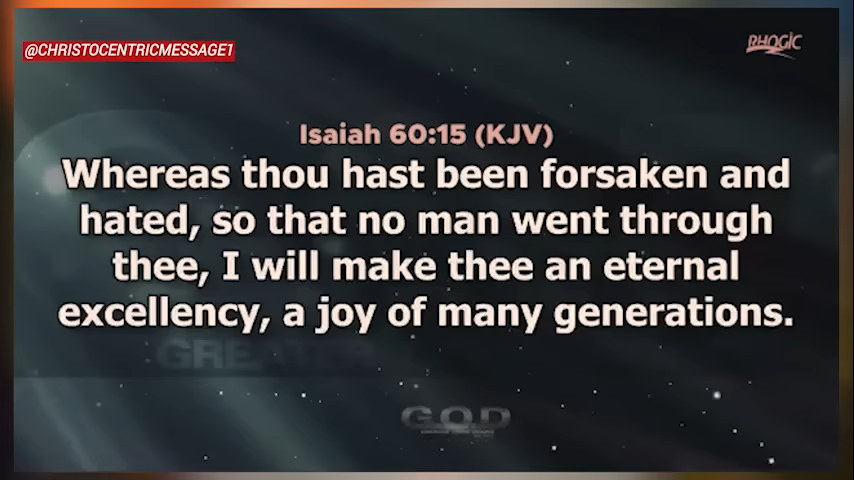 @CHRISTOCENTRICMESSAGE1
RHOGIC
Isaiah 60:15 (KJV)
Whereas thou hast been forsaken and
hated, so that no man went through
thee, I will make thee an eternal
excellency, a joy of many generations.
GREATER
G.O.D